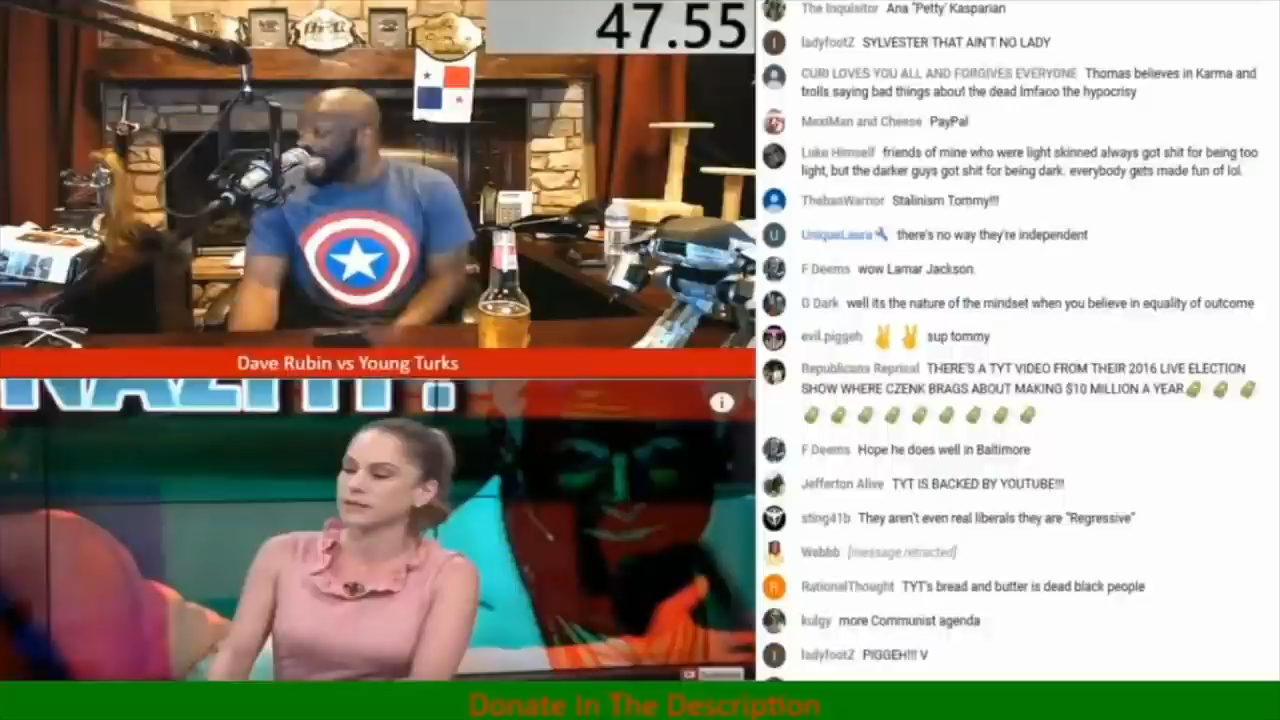 47.55
Dave Rubin vs Young Turks
The Inquisitor Ana "Petty' Kasparian
ladyfootZ SYLVESTER THAT AIN'T NO LADY
CURI LOVES YOU ALL AND FORGIVES EVERYONE Thomas believes in Karma and
trolls saying bad things about the dead lmfaoo the hypocrisy
MexiMan and Cheese PayPal
Luke Himself friends of mine who were light skinned always got shit for being too
light, but the darker guys got shit for being dark. everybody gets made fun of lol.
ThebanWarrior Stalinism Tommy!!!
UniqueLaura there's no way they're independent
F Deems wow Lamar Jackson.
G Dark well its the nature of the mindset when you believe in equality of outcome
evil.piggeh ✌ ✌ sup tommy
Republicans Reprisal THERE'S A TYT VIDEO FROM THEIR 2016 LIVE ELECTION
SHOW WHERE CZENK BRAGS ABOUT MAKING $10 MILLION A YEAR
F Deems Hope he does well in Baltimore
Jefferton Alive TYT IS BACKED BY YOUTUBE!!!
sting41b They aren't even real liberals they are "Regressive"
Webbb [message retracted]
RationalThought TYT's bread and butter is dead black people
kulgy more Communist agenda
ladyfootZ PIGGEH!!! V
Donate In The Description